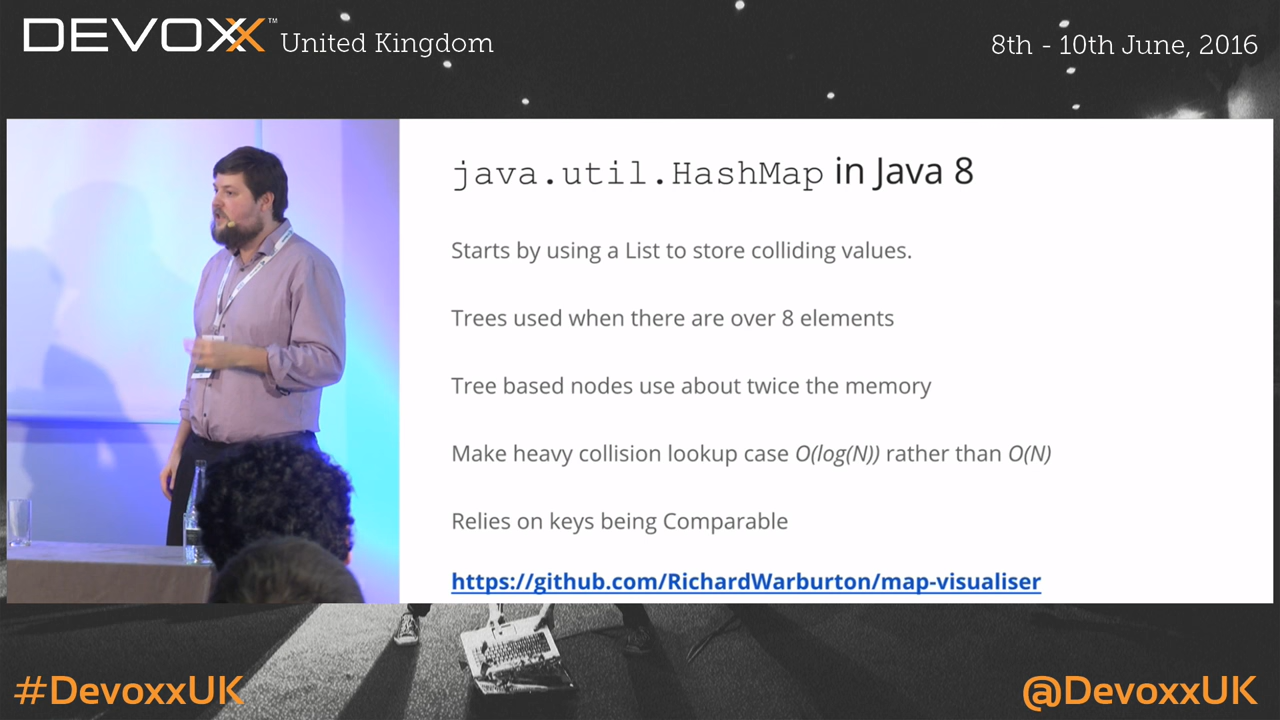 DEVOXX™ United Kingdom
8th - 10th June, 2016
java.util.HashMap in Java 8
Starts by using a List to store colliding values.
Trees used when there are over 8 elements
Tree based nodes use about twice the memory
Make heavy collision lookup case O(log(N)) rather than O(N)
Relies on keys being Comparable
https://github.com/RichardWarburton/map-visualiser
#DevoxxUK
@DevoxxUK